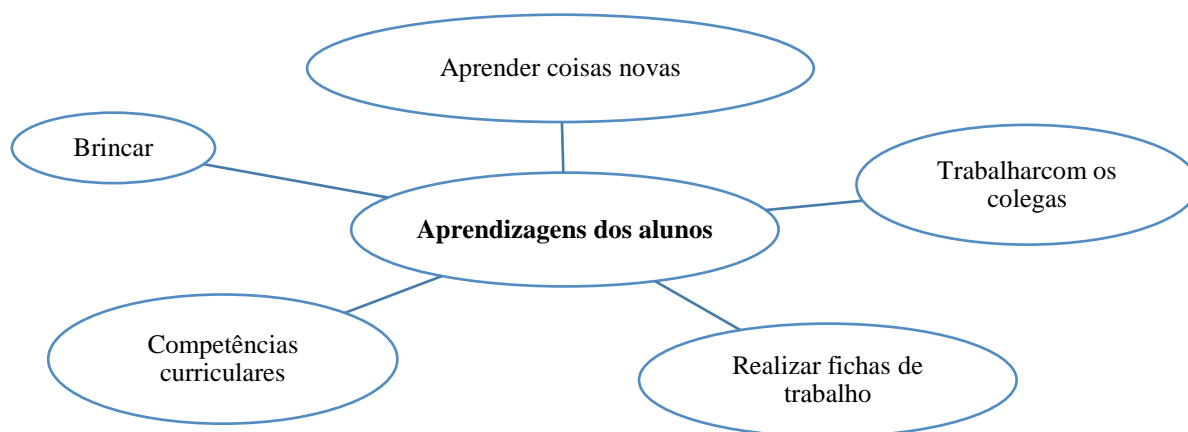 Aprender coisas novas
Brincar
Trabalharcom os
colegas
Aprendizagens dos alunos
Competências
curriculares
Realizar fichas de
trabalho